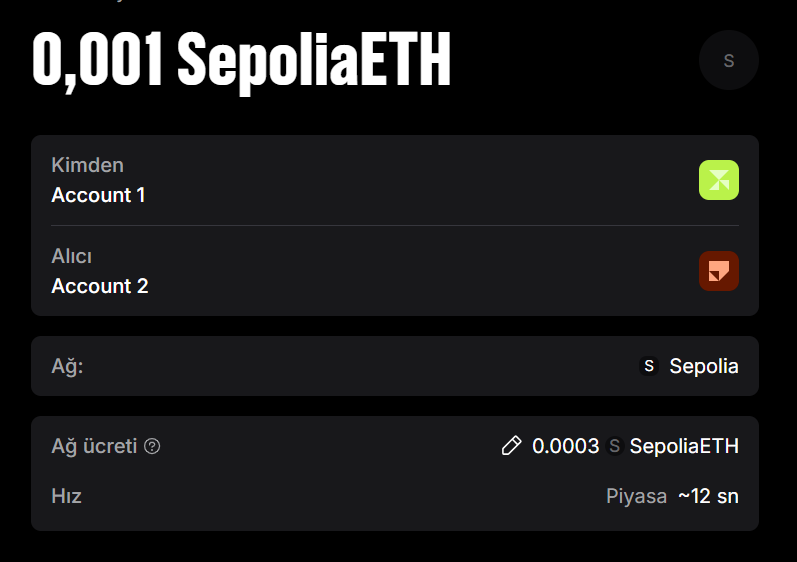 0,001 SepoliaETH
S
Kimden
Account 1
Alıcı
Account 2
Ağ:
S Sepolia
Ağ ücreti ?
0.0003 S SepoliaETH
Hız
Piyasa ~12 sn